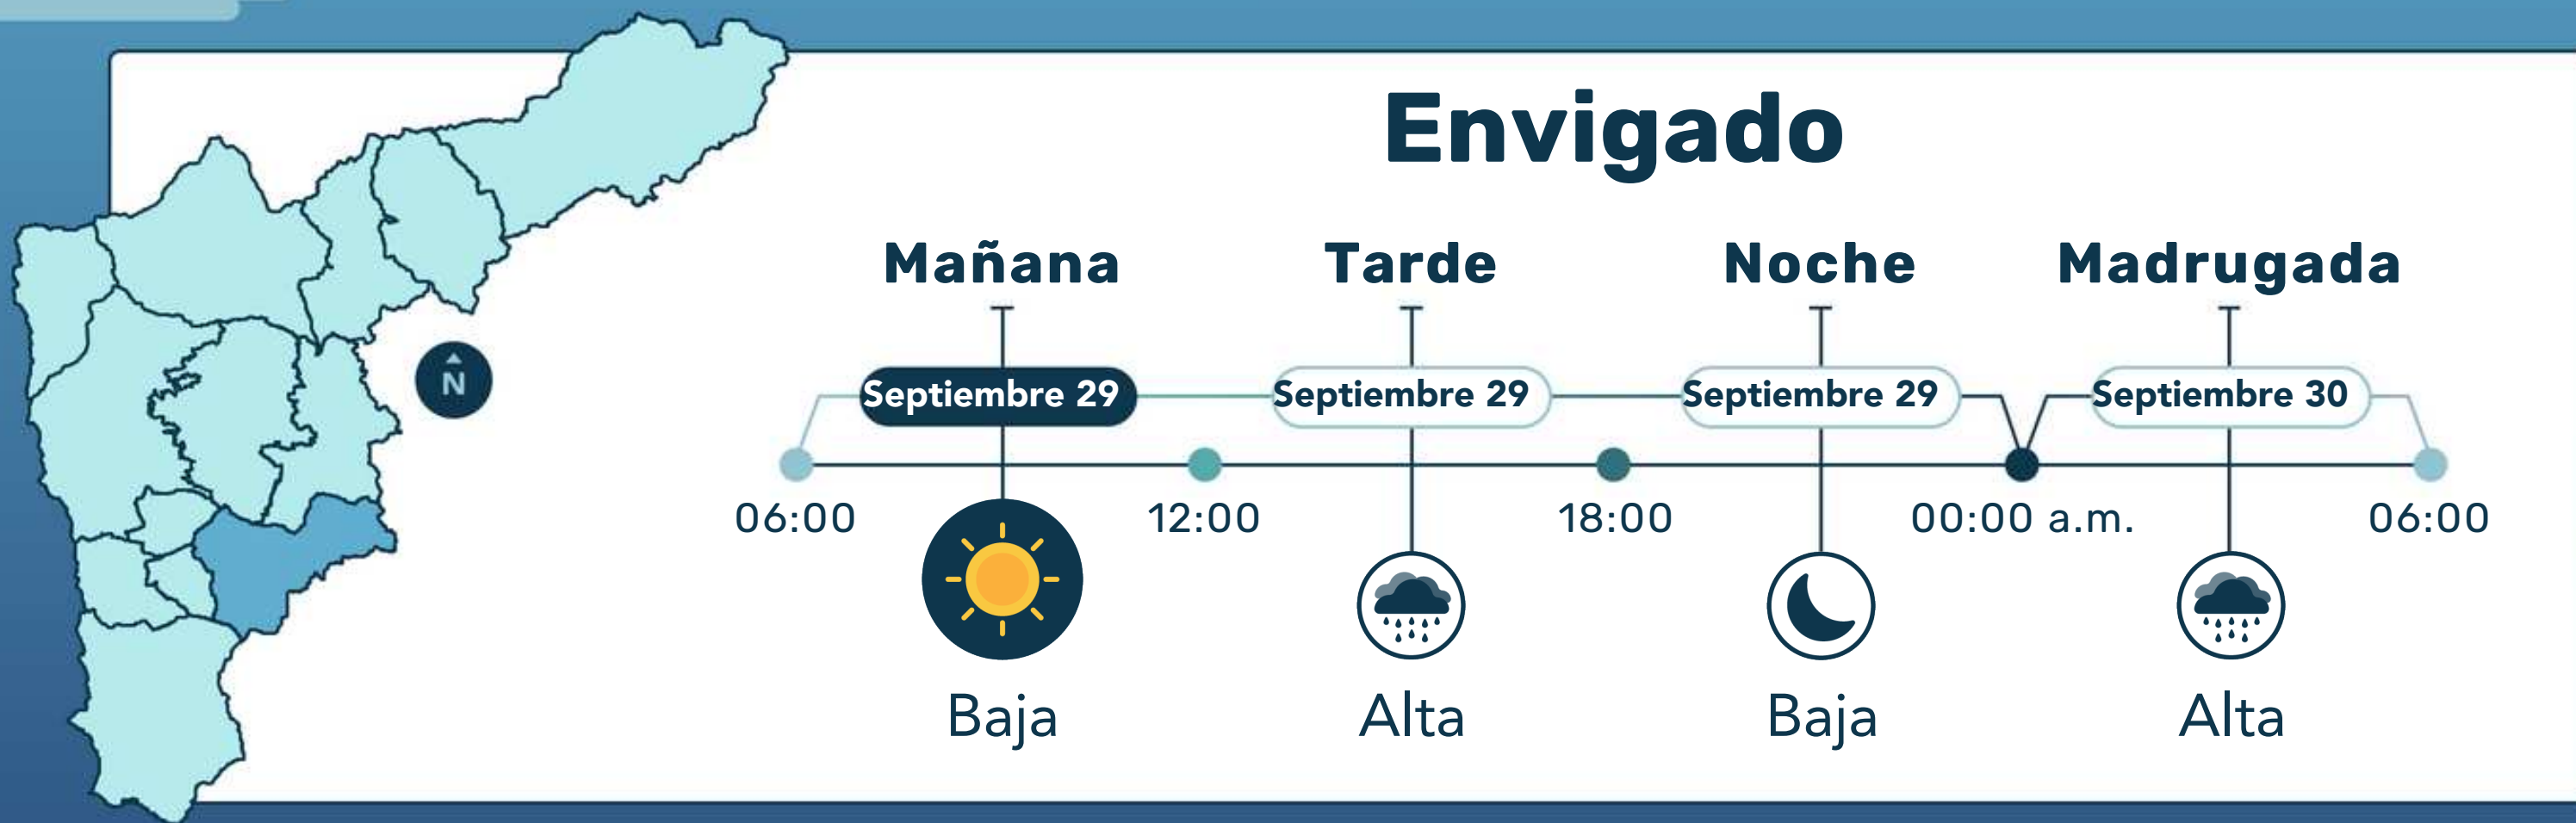 Envigado
Mañana Tarde Noche Madrugada
N
Septiembre 29 Septiembre 29 Septiembre 29 Septiembre 30
06:00 12:00 18:00 00:00 a.m. 06:00
Baja Alta Baja Alta